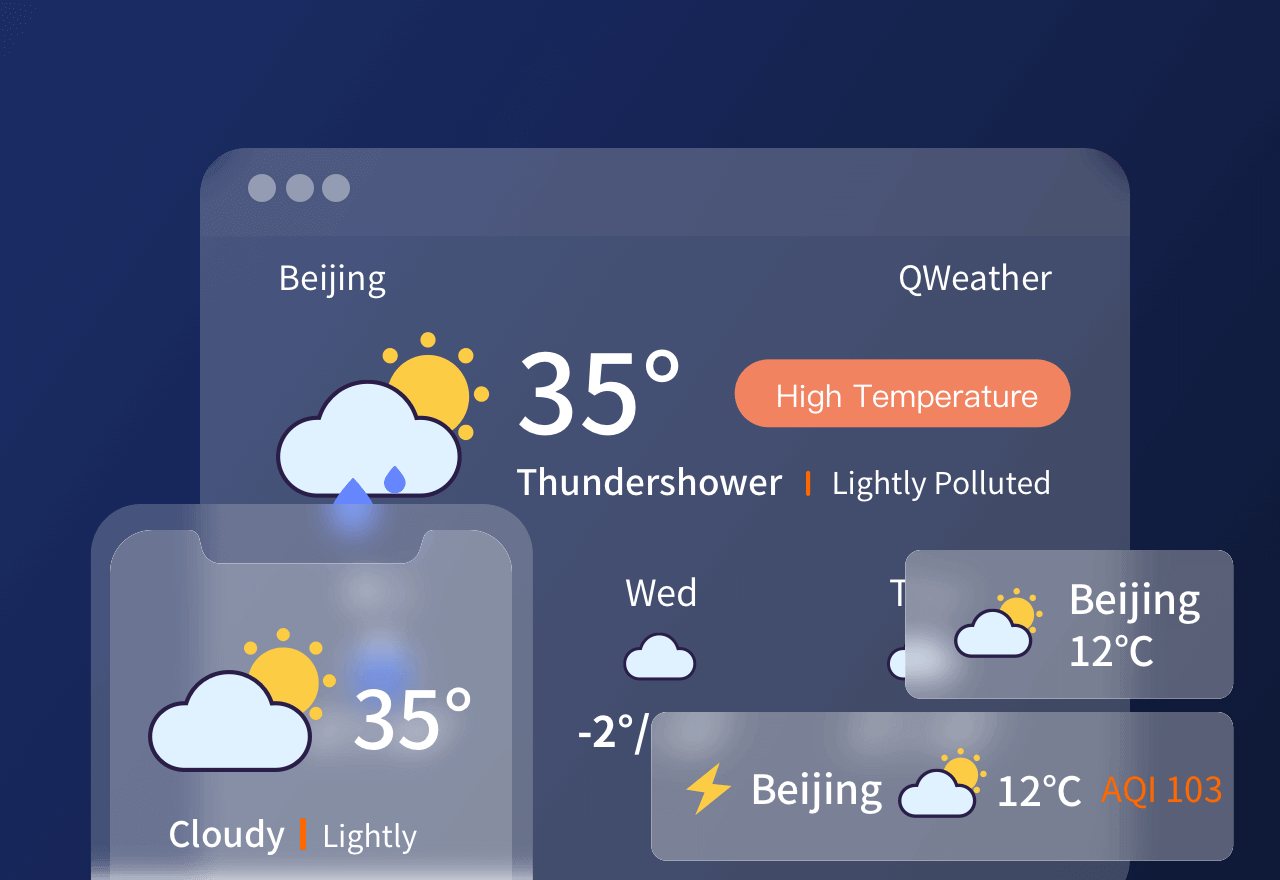 Beijing
QWeather
35°
High Temperature
Thundershower
Lightly Polluted
Wed
-2°/
Beijing
12°C
35°
Cloudy
Lightly
Beijing
12°C
AQI 103